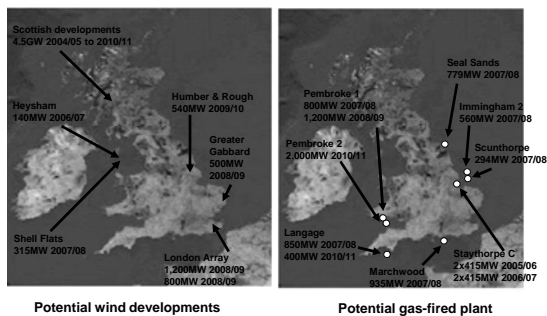 Scottish developments
4.5GW 2004/05 to 2010/11
Heysham
140MW 2006/07
Humber & Rough
540MW 2009/10
Greater
Gabbard
500MW
2008/09
Shell Flats
315MW 2007/08
London Array
1,200MW 2008/09
800MW 2008/09
Potential wind developments
Seal Sands
779MW 2007/08
Pembroke 1
800MW 2007/08
1,200MW 2008/09
Immingham 2
560MW 2007/08
Pembroke 2
2,000MW 2010/11
Scunthorpe
294MW 2007/08
Langage
850MW 2007/08
400MW 2010/11
Marchwood
935MW 2007/08
Staythorpe C
2x415MW 2005/06
2x415MW 2006/07
Potential gas-fired plant